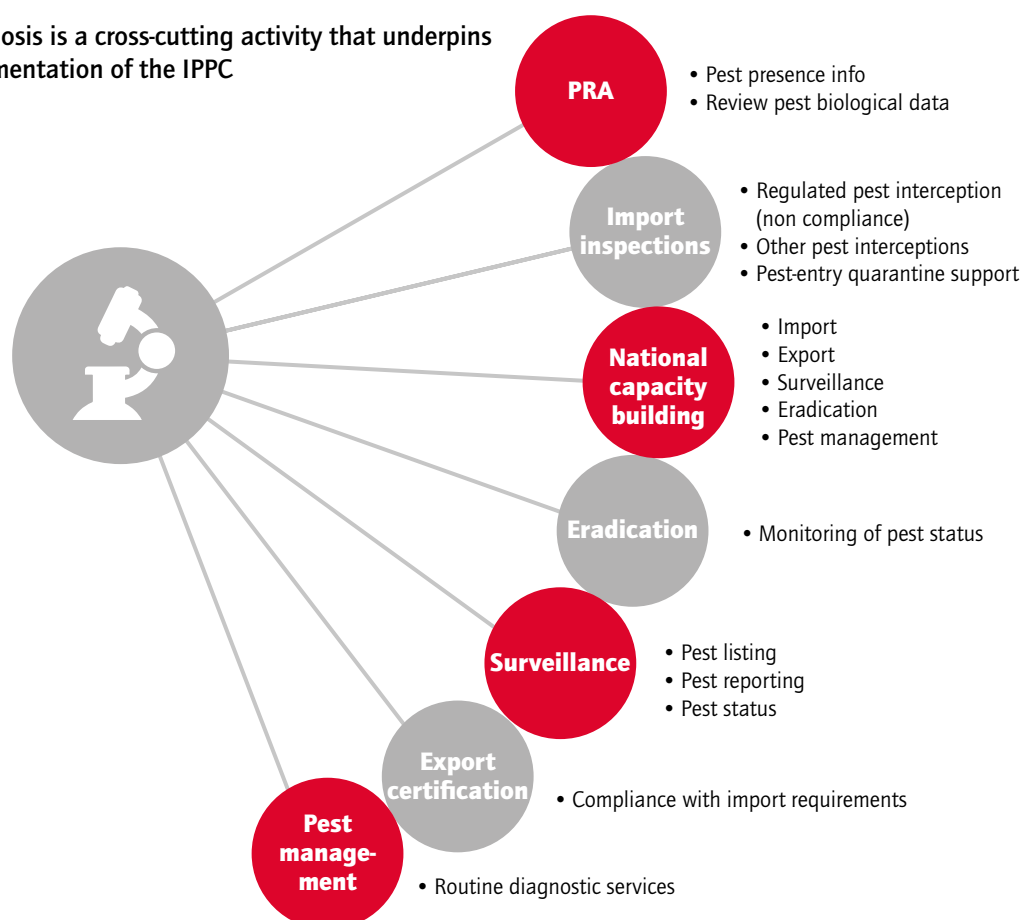 osis is a cross-cutting activity that underpins
mentation of the IPPC
PRA
• Pest presence info
• Review pest biological data
Import
inspections
• Regulated pest interception
(non compliance)
• Other pest interceptions
• Pest-entry quarantine support
National
capacity
building
• Import
• Export
• Surveillance
• Eradication
• Pest management
Eradication
• Monitoring of pest status
Surveillance
• Pest listing
• Pest reporting
• Pest status
Export
certification
• Compliance with import requirements
Pest
manage-
ment
• Routine diagnostic services